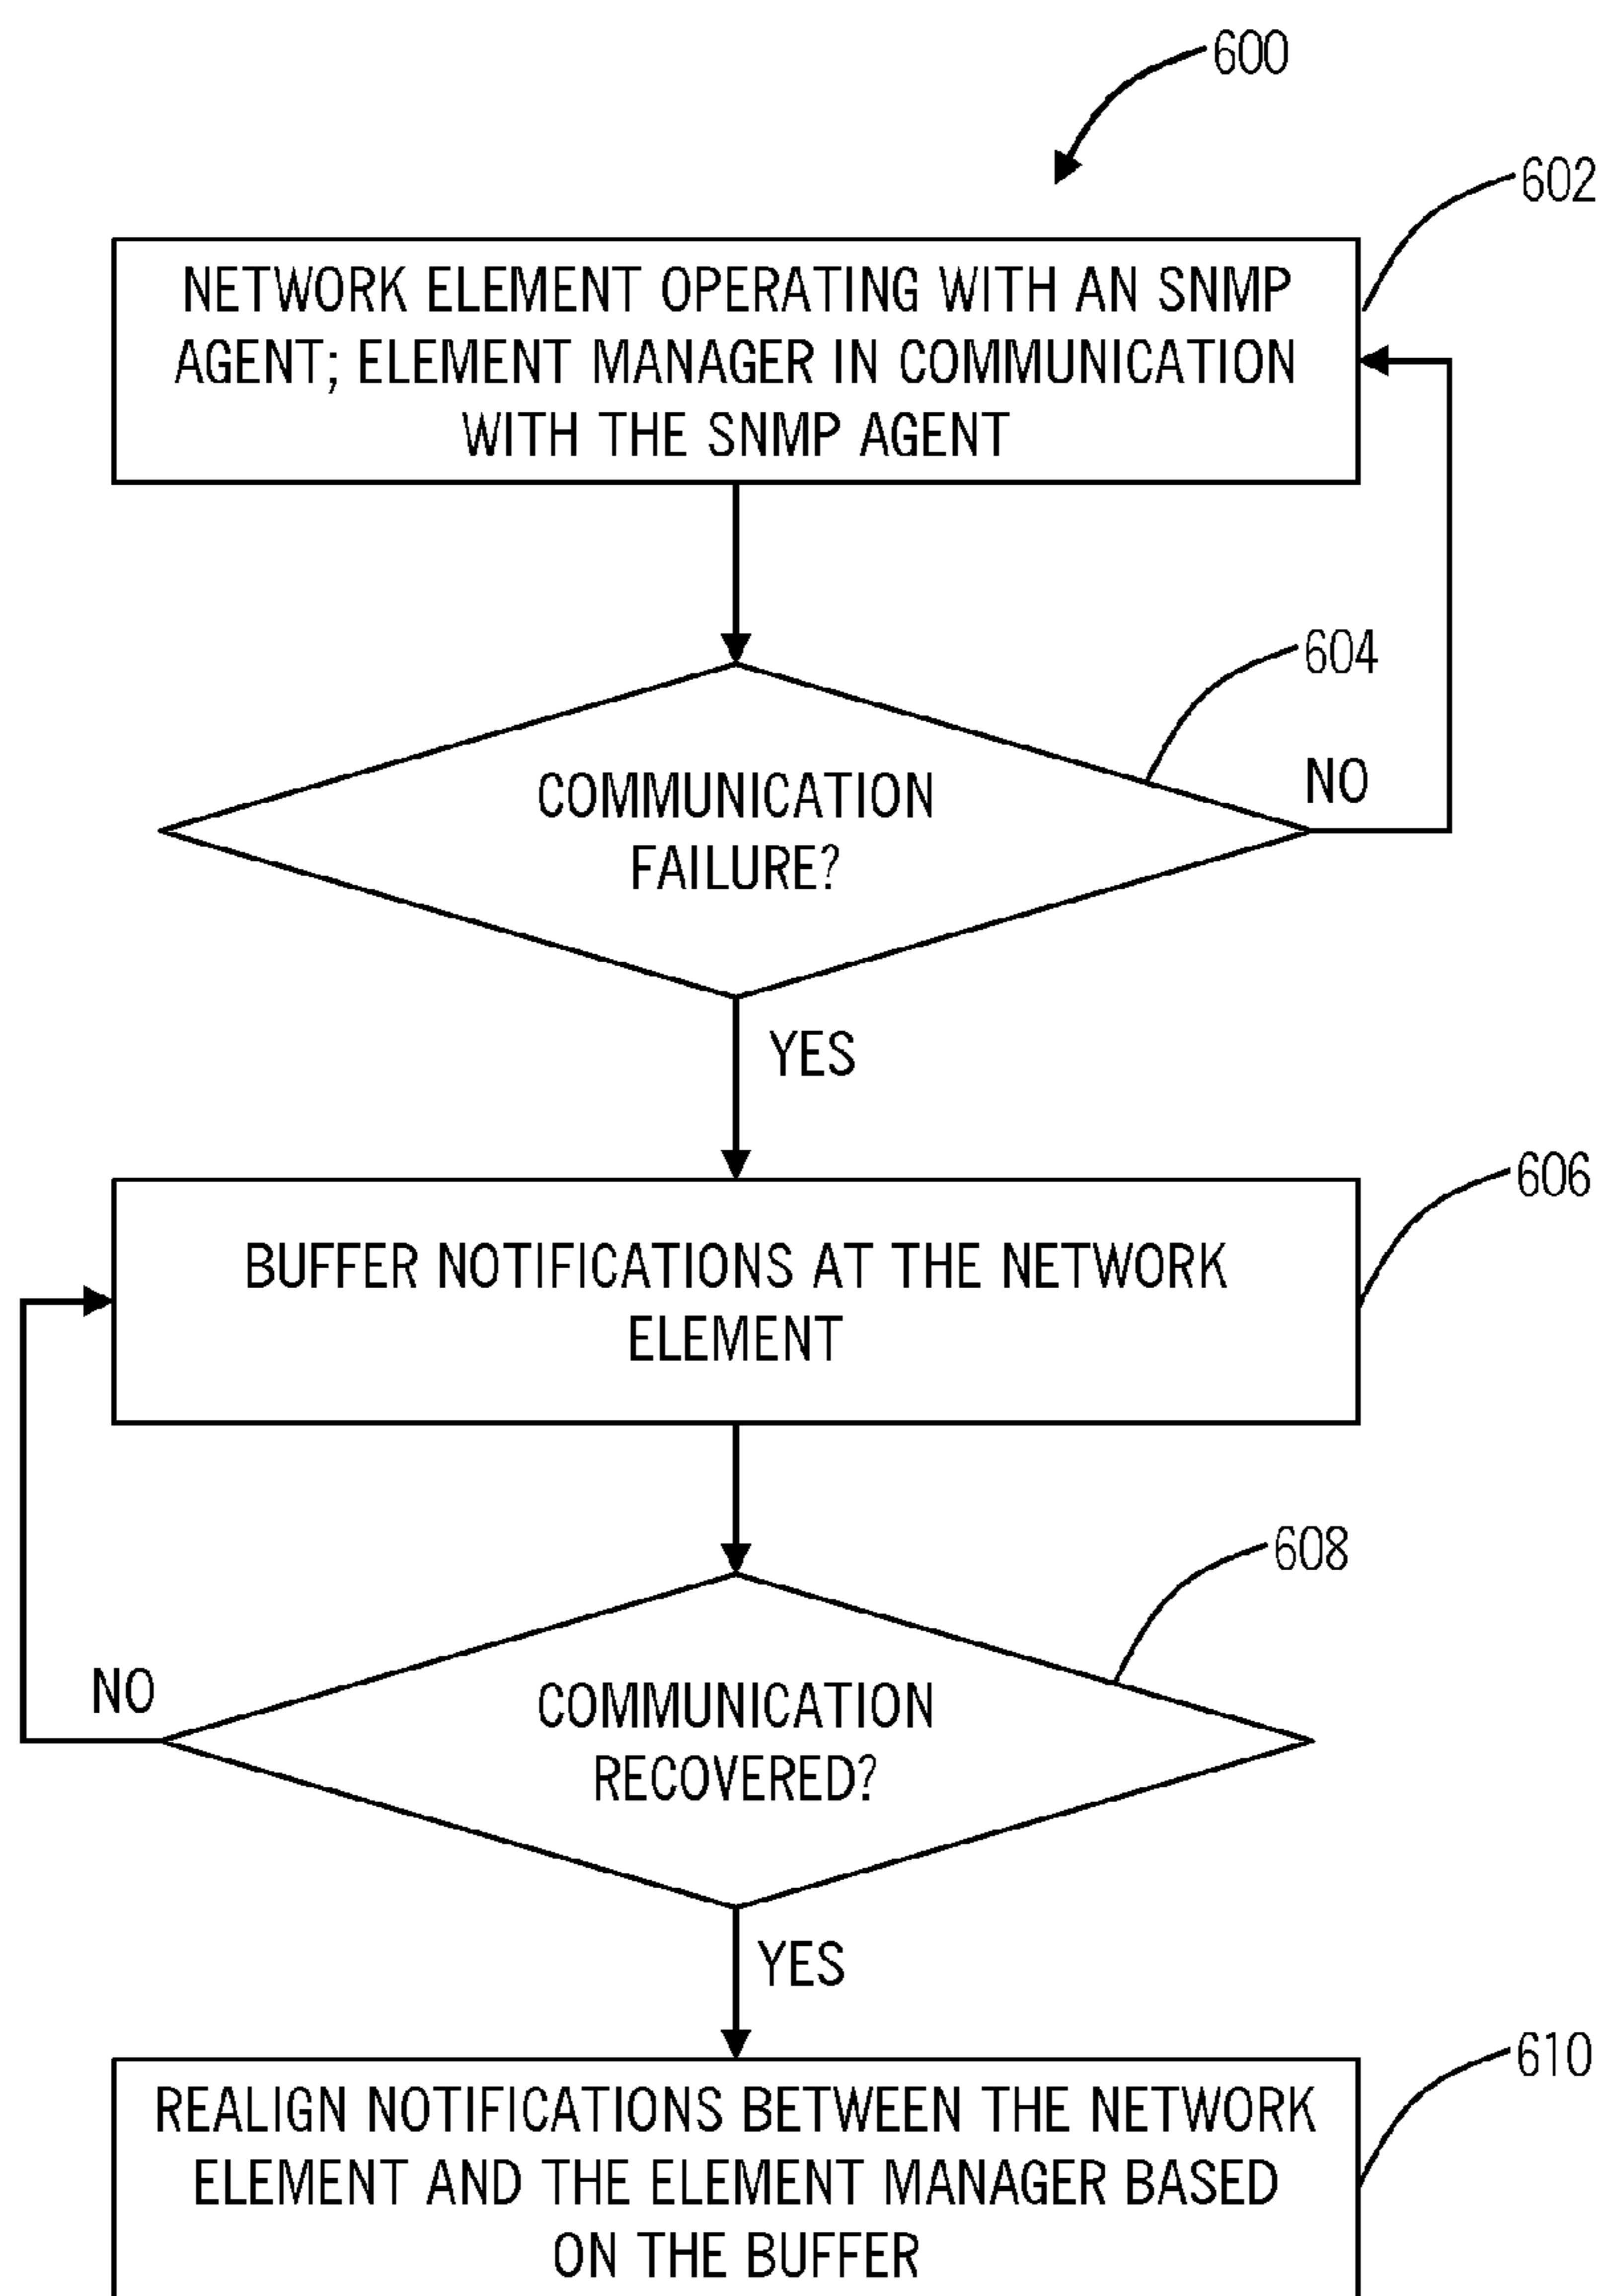 600
602
NETWORK ELEMENT OPERATING WITH AN SNMP
AGENT; ELEMENT MANAGER IN COMMUNICATION
WITH THE SNMP AGENT
604
COMMUNICATION
FAILURE?
NO
YES
606
BUFFER NOTIFICATIONS AT THE NETWORK
ELEMENT
608
COMMUNICATION
RECOVERED?
NO
YES
610
REALIGN NOTIFICATIONS BETWEEN THE NETWORK
ELEMENT AND THE ELEMENT MANAGER BASED
ON THE BUFFER